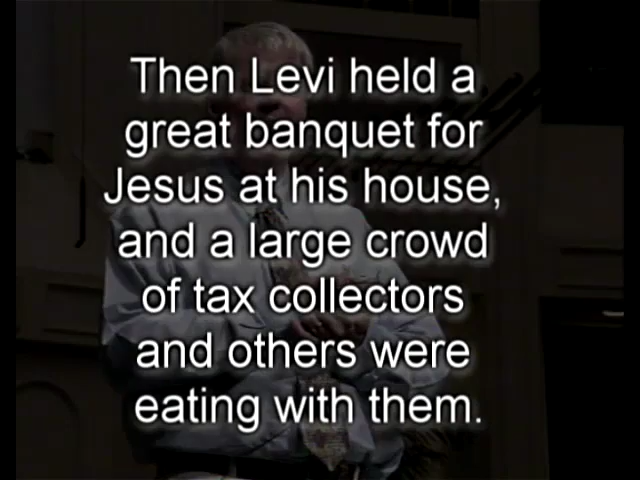 Then Levi held a
great banquet for
Jesus at his house,
and a large crowd
of tax collectors
and others were
eating with them.